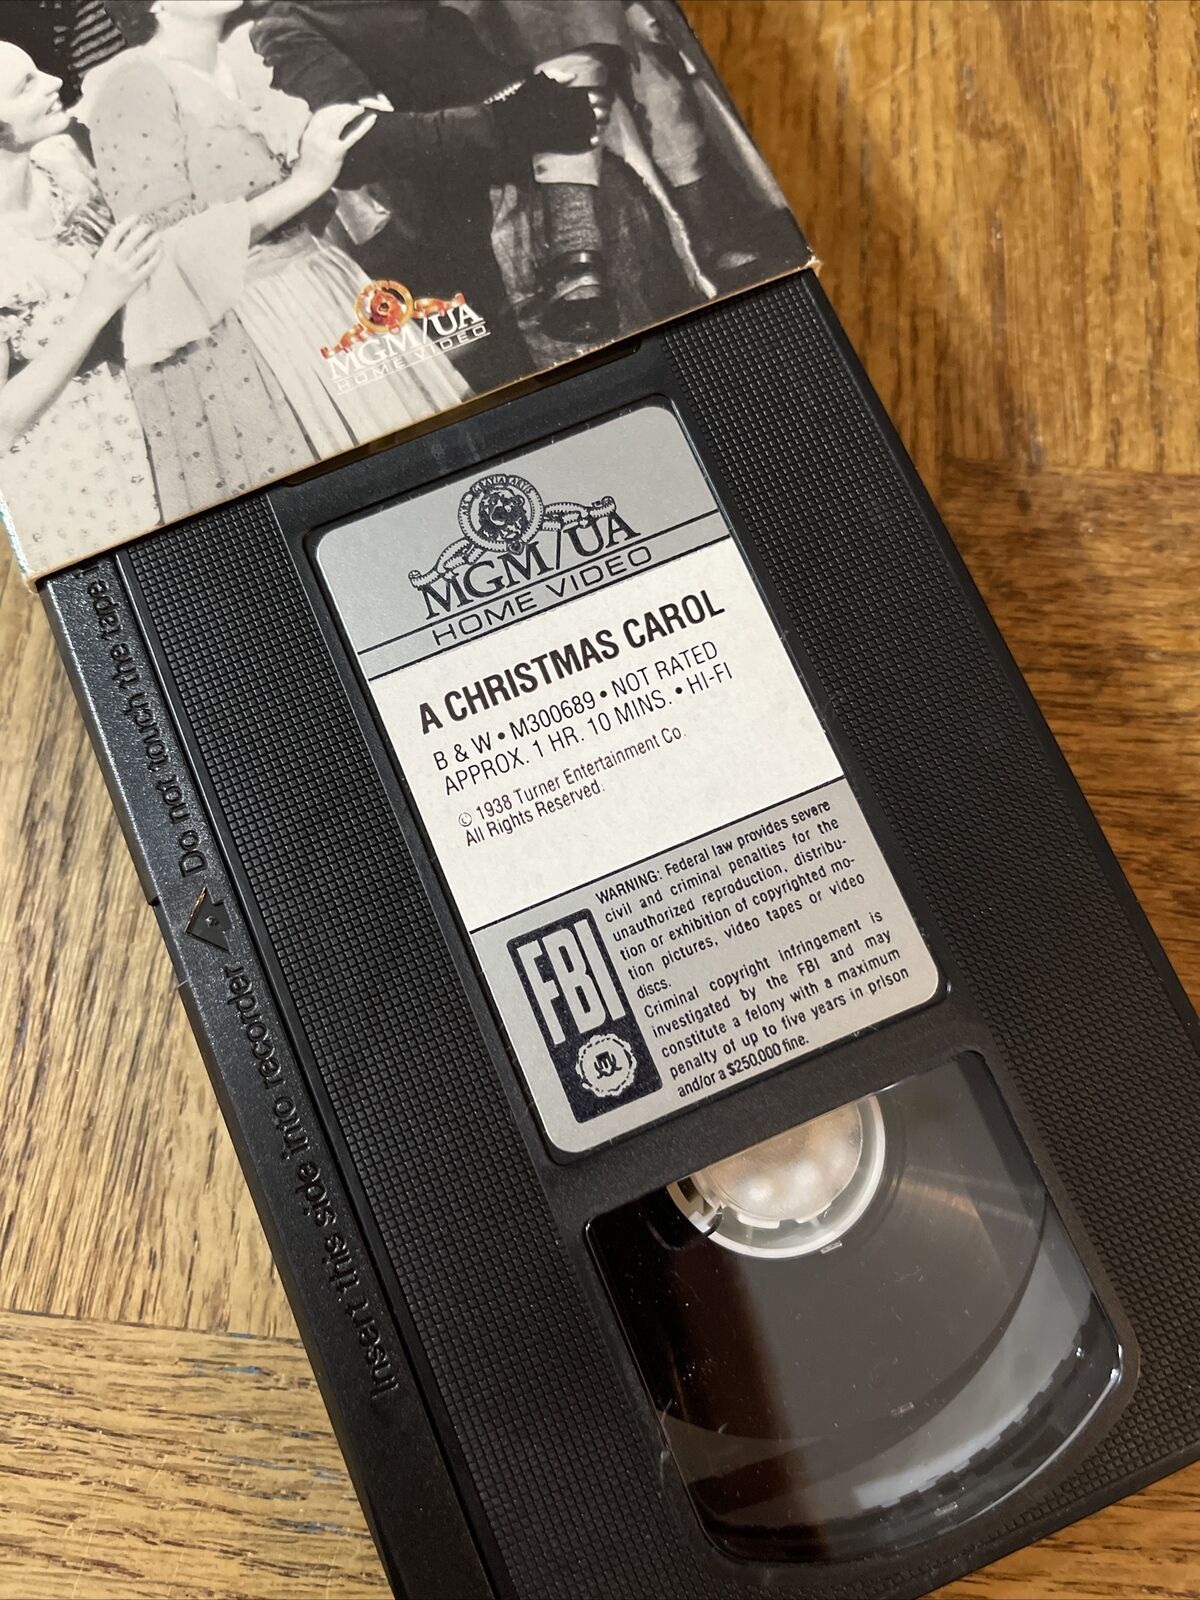 MGM/UA
HOME VIDEO
ARS GRATIA ARTIS
MGM/UA
HOME VIDEO
A CHRISTMAS CAROL
B & W • M300689 • NOT RATED
APPROX. 1 HR. 10 MINS. • HI-FI
© 1938 Turner Entertainment Co.
All Rights Reserved.
FBI
WARNING: Federal law provides severe
civil and criminal penalties for the
unauthorized reproduction, distribu-
tion or exhibition of copyrighted mo-
tion pictures, video tapes or video
discs.
Criminal copyright infringement is
investigated by the FBI and may
constitute a felony with a maximum
penalty of up to five years in prison
and/or a $250,000 fine.
Insert this side into recorder Do not touch the tape